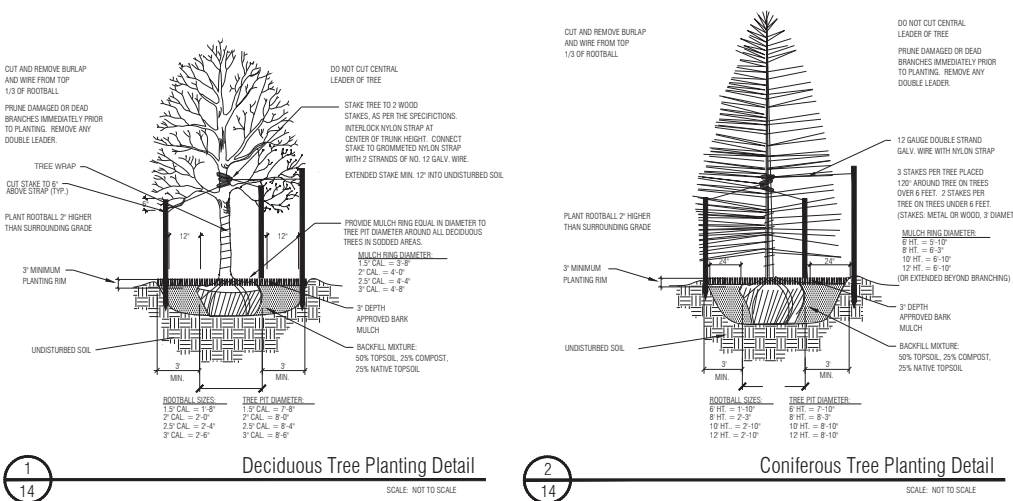 CUT AND REMOVE BURLAP
AND WIRE FROM TOP
1/3 OF ROOTBALL
PRUNE DAMAGED OR DEAD
BRANCHES IMMEDIATELY PRIOR
TO PLANTING. REMOVE ANY
DOUBLE LEADER.
TREE WRAP
CUT STAKE TO 6"
ABOVE STRAP (TYP.)
PLANT ROOTBALL 2" HIGHER
THAN SURROUNDING GRADE
3" MINIMUM
PLANTING RIM
UNDISTURBED SOIL
DO NOT CUT CENTRAL
LEADER OF TREE
STAKE TREE TO 2 WOOD
STAKES, AS PER THE SPECIFICATIONS.
INTERLOCK NYLON STRAP AT
CENTER OF TRUNK HEIGHT. CONNECT
STAKE TO GROMMETED NYLON STRAP
WITH 2 STRANDS OF NO. 12 GALV. WIRE.
EXTENDED STAKE MIN. 12" INTO UNDISTURBED SOIL
12" 12"
PROVIDE MULCH RING EQUAL IN DIAMETER TO
TREE PIT DIAMETER AROUND ALL DECIDUOUS
TREES IN SODDED AREAS.
MULCH RING DIAMETER:
1.5" CAL. = 3'-8"
2" CAL. = 4'-0"
2.5" CAL. = 4'-4"
3" CAL. = 4'-8"
3" DEPTH
APPROVED BARK
MULCH
BACKFILL MIXTURE:
50% TOPSOIL, 25% COMPOST,
25% NATIVE TOPSOIL
3' 3'
MIN. MIN.
ROOTBALL SIZES:
1.5" CAL. = 1'-8"
2" CAL. = 2'-0"
2.5" CAL. = 2'-4"
3" CAL. = 2'-6"
TREE PIT DIAMETER:
1.5" CAL. = 7'-8"
2" CAL. = 8'-0"
2.5" CAL. = 8'-4"
3" CAL. = 8'-6"
1
14
Deciduous Tree Planting Detail
SCALE: NOT TO SCALE
CUT AND REMOVE BURLAP
AND WIRE FROM TOP
1/3 OF ROOTBALL
PLANT ROOTBALL 2" HIGHER
THAN SURROUNDING GRADE
3" MINIMUM
PLANTING RIM
UNDISTURBED SOIL
DO NOT CUT CENTRAL
LEADER OF TREE
PRUNE DAMAGED OR DEAD
BRANCHES IMMEDIATELY PRIOR
TO PLANTING. REMOVE ANY
DOUBLE LEADER.
12 GAUGE DOUBLE STRAND
GALV. WIRE WITH NYLON STRAP
3 STAKES PER TREE PLACED
120° AROUND TREE ON TREES
OVER 6 FEET. 2 STAKES PER
TREE ON TREES UNDER 6 FEET.
(STAKES: METAL OR WOOD, 3' DIAMET
24" 24"
MULCH RING DIAMETER:
6' HT. = 5'-10"
8' HT. = 6'-3"
10' HT. = 6'-10"
12' HT. = 6'-10"
(OR EXTENDED BEYOND BRANCHING)
3" DEPTH
APPROVED BARK
MULCH
BACKFILL MIXTURE:
50% TOPSOIL, 25% COMPOST,
25% NATIVE TOPSOIL
3' 3'
MIN. MIN.
ROOTBALL SIZES:
6' HT. = 1'-10"
8' HT. = 2'-3"
10' HT.. = 2'-10"
12' HT. = 2'-10"
TREE PIT DIAMETER:
6' HT. = 7'-10"
8' HT. = 8'-3"
10' HT. = 8'-10"
12' HT. = 8'-10"
2
14
Coniferous Tree Planting Detail
SCALE: NOT TO SCALE